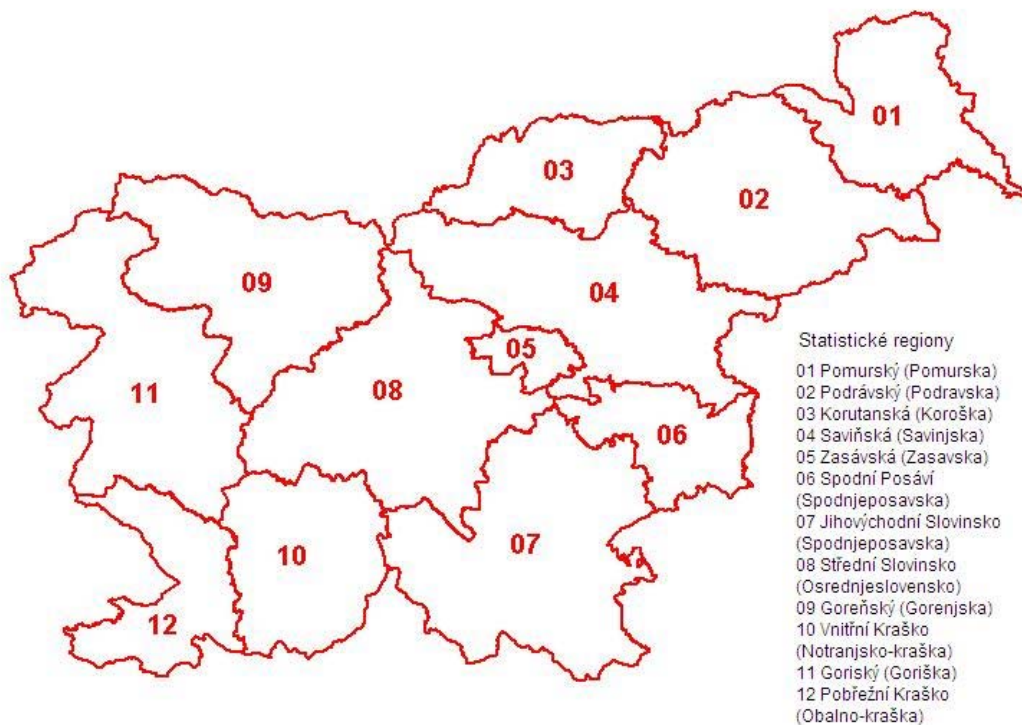 01
03
02
09
04
05
11
08
06
07
10
12
Statistické regiony
01 Pomurský (Pomurska)
02 Podrávský (Podravska)
03 Korutanská (Koroška)
04 Saviňská (Savinjska)
05 Zasávská (Zasavska)
06 Spodní Posáví
(Spodnjeposavska)
07 Jihovýchodní Slovinsko
(Spodnjeposavska)
08 Střední Slovinsko
(Osrednjeslovensko)
09 Goreňský (Gorenjska)
10 Vnitřní Kraško
(Notranjsko-kraška)
11 Goriský (Goriška)
12 Pobřežní Kraško
(Obalno-kraška)